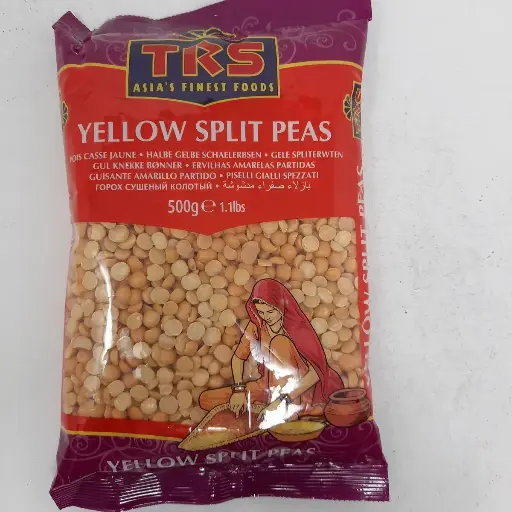 TRS
ASIA'S FINEST FOODS
YELLOW SPLIT PEAS
POIS CASSE JAUNE • HALBE GELBE SCHAELERBSEN • GELE SPLITERWTEN
GUL KNEKKE BØNNER • ERVILHAS AMARELAS PARTIDAS
GUISANTE AMARILLO PARTIDO • PISELLI GIALLI SPEZZATI
ГОРОХ СУШЕНЫЙ КОЛОТЫЙ • بازلاء صفراء منشوشة
500g ℮ 1.1lbs
YELLOW SPLIT PEAS
YELLOW SPLIT PEAS